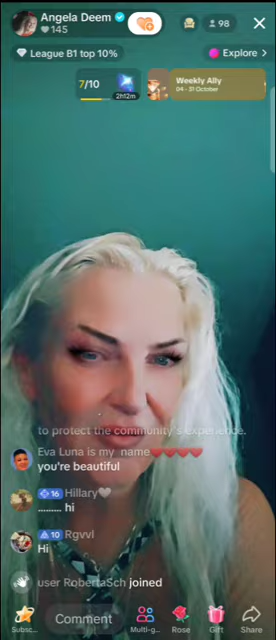 Angela Deem
145
98
League B1 top 10%
Explore >
7/10
2h12m
Weekly Ally
04 - 31 October
to protect the community's experience.
Eva Luna is my name❤️❤️❤️❤️❤️
you're beautiful
16 Hillary🤍
......... hi
10 Rgvvl
Hi
user RobertaSch joined
Subsc...
Comment
Multi-g...
Rose
Gift
Share